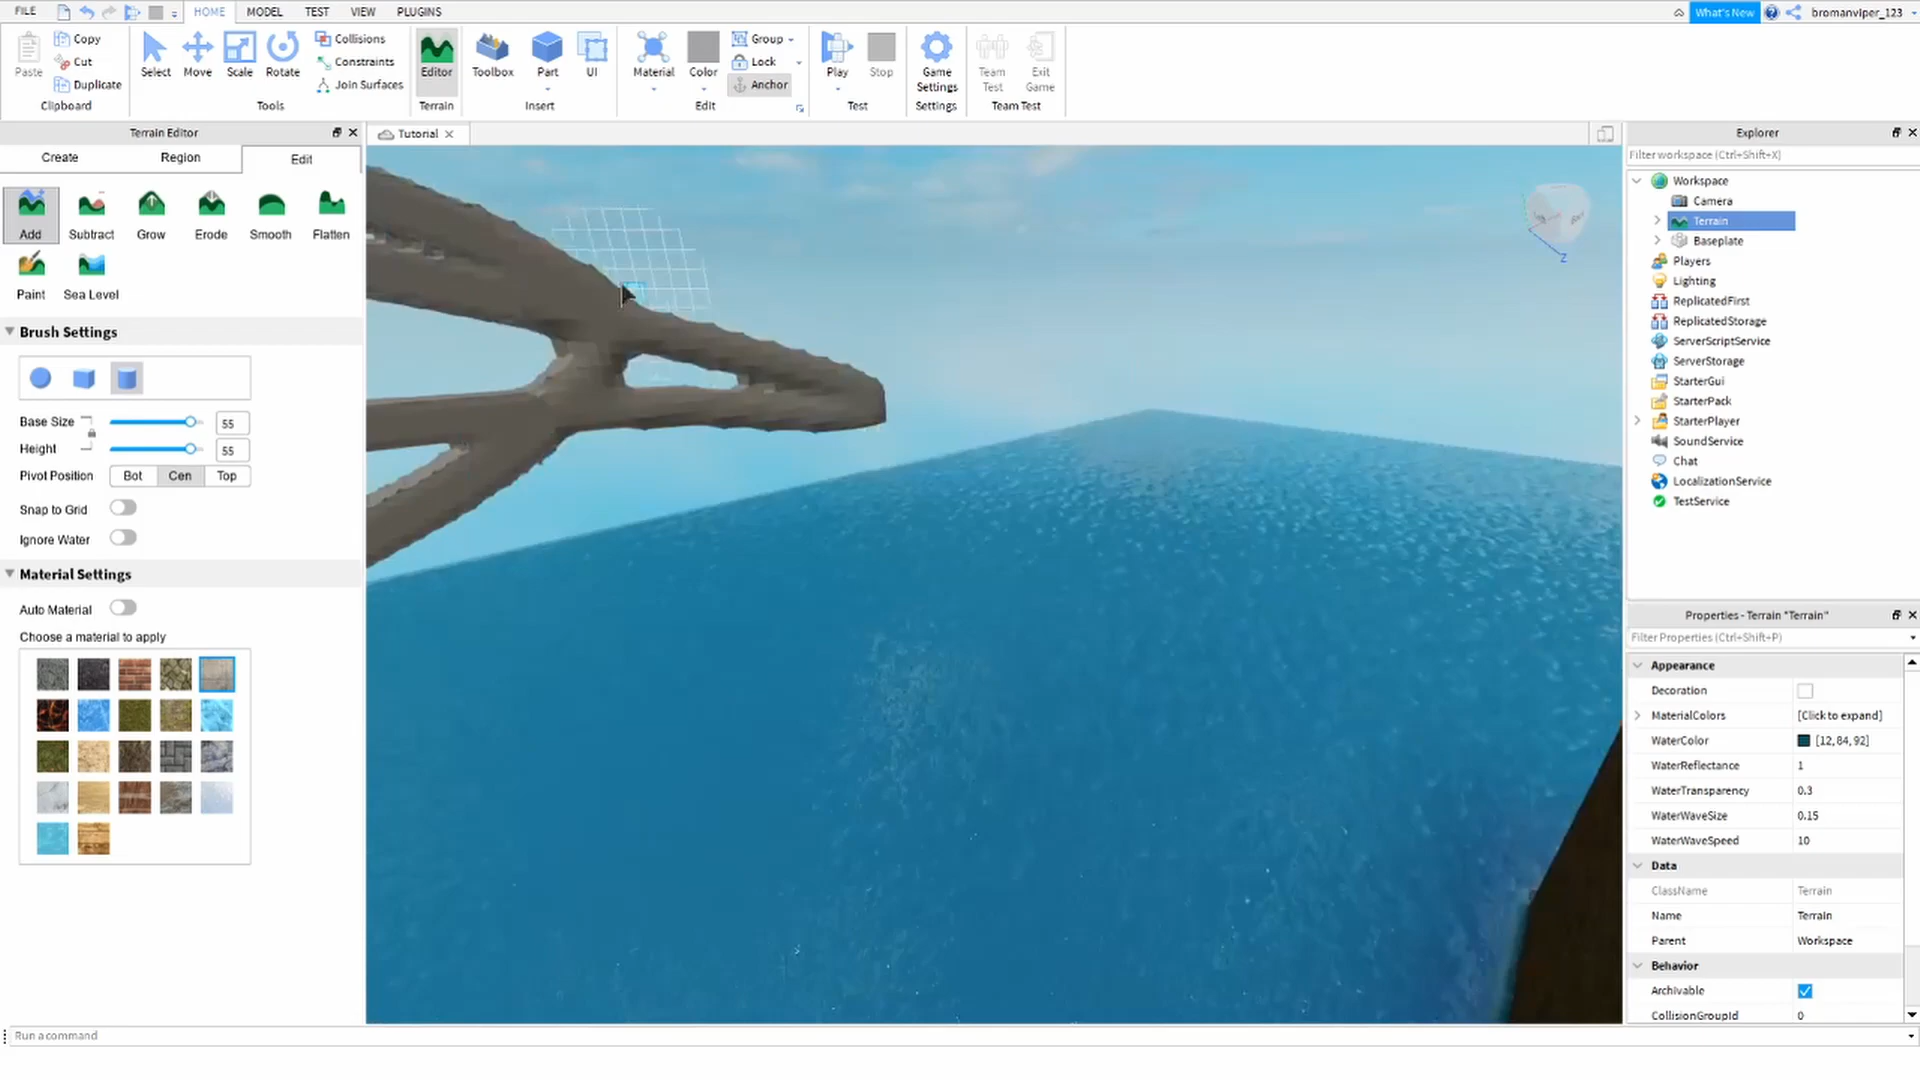 FILE HOME MODEL TEST VIEW PLUGINS What's New bromanviper_123
Copy Collisions Group
Cut Constraints Lock
Paste Duplicate Select Move Scale Rotate Join Surfaces Editor Toolbox Part UI Material Color Anchor Play Stop Game Settings Team Test Exit Game
Clipboard Tools Terrain Insert Edit Test Settings Team Test
Terrain Editor
Create Region Edit
Add Subtract Grow Erode Smooth Flatten
Paint Sea Level
Brush Settings
Base Size 55
Height 55
Pivot Position Bot Cen Top
Snap to Grid
Ignore Water
Material Settings
Auto Material
Choose a material to apply
Tutorial
Z
Explorer
Filter workspace (Ctrl+Shift+X)
Workspace
Camera
Terrain
Baseplate
Players
Lighting
ReplicatedFirst
ReplicatedStorage
ServerScriptService
ServerStorage
StarterGui
StarterPack
StarterPlayer
SoundService
Chat
LocalizationService
TestService
Properties - Terrain "Terrain"
Filter Properties (Ctrl+Shift+P)
Appearance
Decoration
MaterialColors [Click to expand]
WaterColor [12, 84, 92]
WaterReflectance 1
WaterTransparency 0.3
WaterWaveSize 0.15
WaterWaveSpeed 10
Data
ClassName Terrain
Name Terrain
Parent Workspace
Behavior
Archivable
CollisionGroupId 0
Run a command